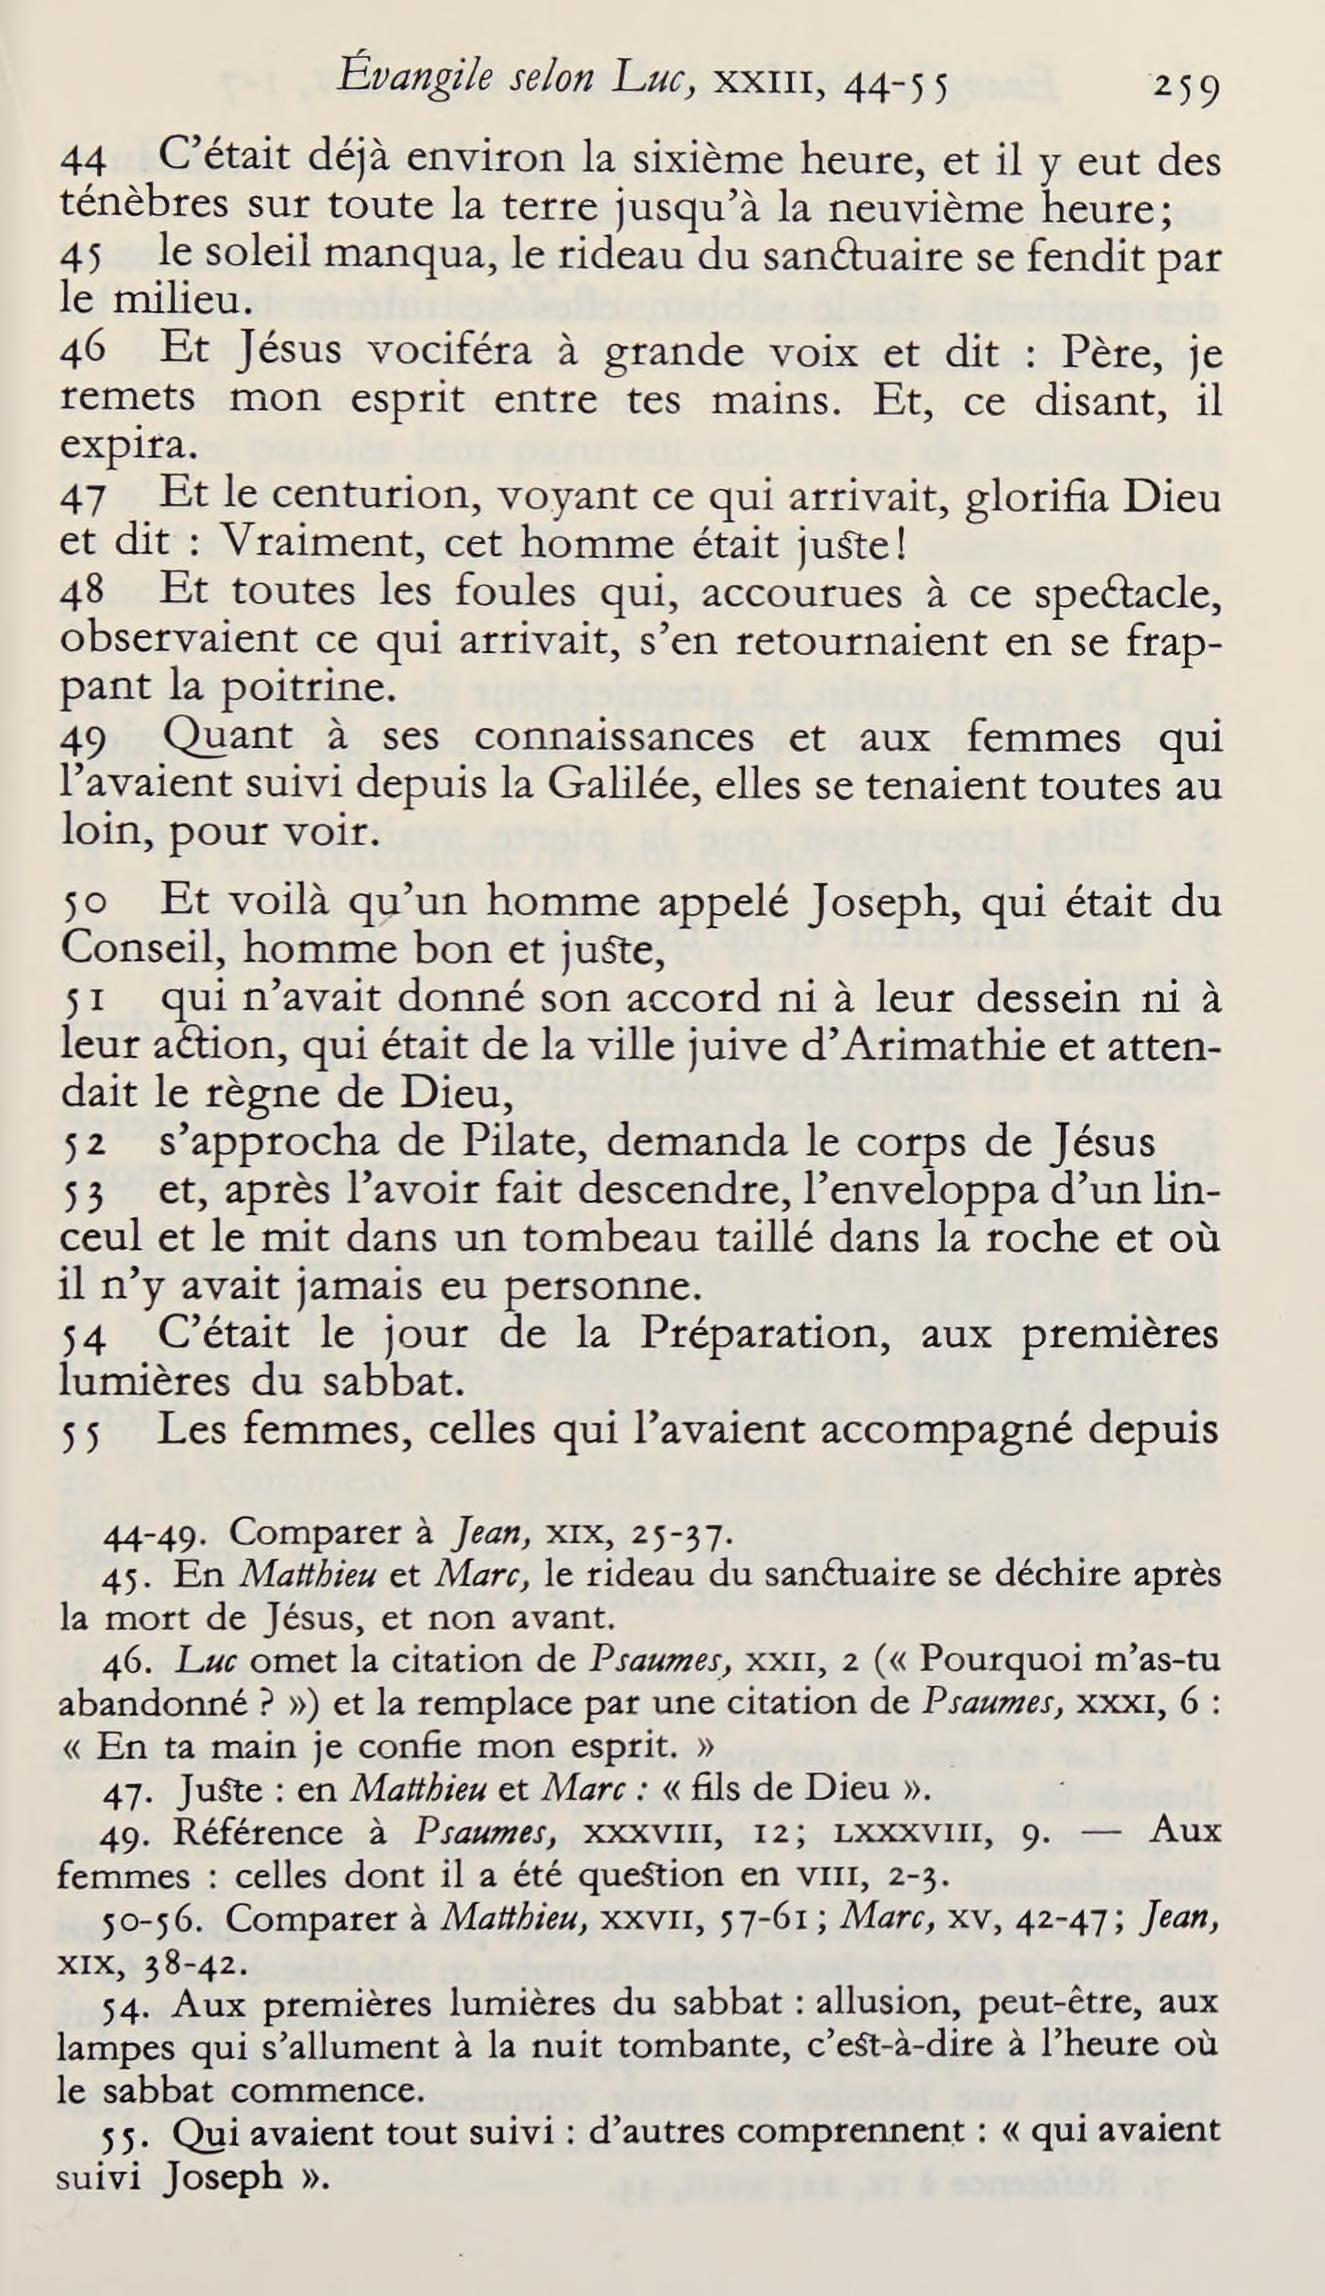 Évangile selon Luc, XXIII, 44-55 259
44 C’était déjà environ la sixième heure, et il y eut des
ténèbres sur toute la terre jusqu’à la neuvième heure;
45 le soleil manqua, le rideau du sanctuaire se fendit par
le milieu.
46 Et Jésus vociféra à grande voix et dit : Père, je
remets mon esprit entre tes mains. Et, ce disant, il
expira.
47 Et le centurion, voyant ce qui arrivait, glorifia Dieu
et dit : Vraiment, cet homme était juste!
48 Et toutes les foules qui, accourues à ce spectacle,
observaient ce qui arrivait, s’en retournaient en se frap-
pant la poitrine.
49 Quant à ses connaissances et aux femmes qui
l’avaient suivi depuis la Galilée, elles se tenaient toutes au
loin, pour voir.
50 Et voilà qu’un homme appelé Joseph, qui était du
Conseil, homme bon et juste,
51 qui n’avait donné son accord ni à leur dessein ni à
leur action, qui était de la ville juive d’Arimathie et atten-
dait le règne de Dieu,
52 s’approcha de Pilate, demanda le corps de Jésus
53 et, après l’avoir fait descendre, l’enveloppa d’un lin-
ceul et le mit dans un tombeau taillé dans la roche et où
il n’y avait jamais eu personne.
54 C’était le jour de la Préparation, aux premières
lumières du sabbat.
55 Les femmes, celles qui l’avaient accompagné depuis
44-49. Comparer à Jean, XIX, 25-37.
45. En Matthieu et Marc, le rideau du sanctuaire se déchire après
la mort de Jésus, et non avant.
46. Luc omet la citation de Psaumes, XXII, 2 (« Pourquoi m’as-tu
abandonné ? ») et la remplace par une citation de Psaumes, XXXI, 6 :
« En ta main je confie mon esprit. »
47. Juste : en Matthieu et Marc : « fils de Dieu ».
49. Référence à Psaumes, XXXVIII, 12; LXXXVIII, 9. — Aux
femmes : celles dont il a été question en VIII, 2-3.
50-56. Comparer à Matthieu, XXVII, 57-61 ; Marc, XV, 42-47; Jean,
XIX, 38-42.
54. Aux premières lumières du sabbat : allusion, peut-être, aux
lampes qui s’allument à la nuit tombante, c’est-à-dire à l’heure où
le sabbat commence.
55. Qui avaient tout suivi : d’autres comprennent : « qui avaient
suivi Joseph ».